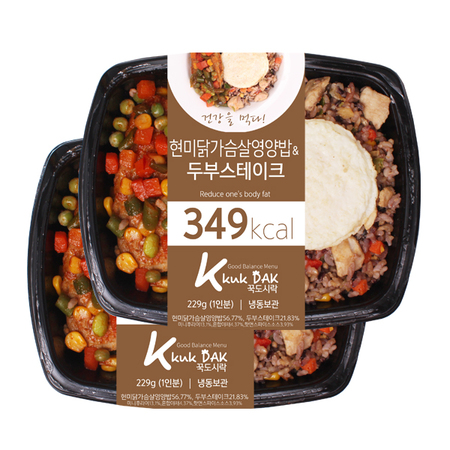 건강을 먹다!
현미닭가슴살영양밥&
두부스테이크
Reduce one's body fat
349kcal
Good Balance Menu
Kkuk DAK
꾹도시락
229g (1인분) | 냉동보관
현미닭가슴살영양밥56.77%, 두부스테이크21.83%
Good Balance Menu
Kkuk DAK
꾹도시락
229g (1인분) | 냉동보관
현미닭가슴살영양밥56.77%, 두부스테이크21.83%